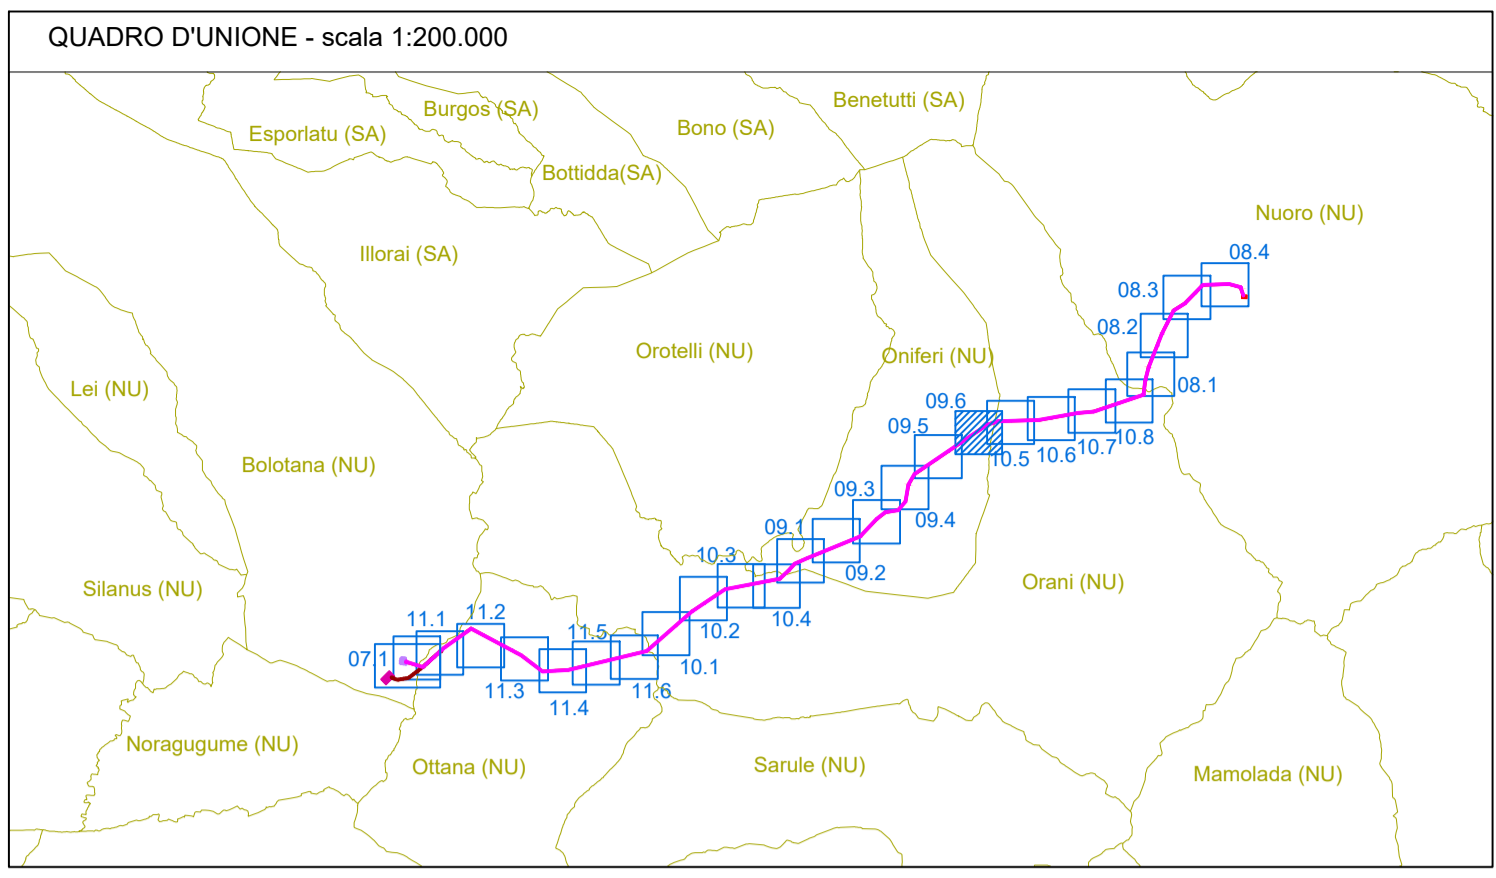 QUADRO D'UNIONE - scala 1:200.000
Benetutti (SA)
Burgos (SA)
Bono (SA)
Esporlatu (SA)
Bottidda(SA)
Nuoro (NU)
Illorai (SA)
08.4
08.3
08.2
Orotelli (NU)
Oniferi (NU)
Lei (NU)
08.1
09.6
09.5
10.8
10.7
10.6
10.5
Bolotana (NU)
09.3
09.4
09.1
10.3
09.2
Orani (NU)
Silanus (NU)
11.1
11.2
10.4
10.2
11.5
07.1
10.1
11.3
11.6
11.4
Noragugume (NU)
Ottana (NU)
Sarule (NU)
Mamolada (NU)